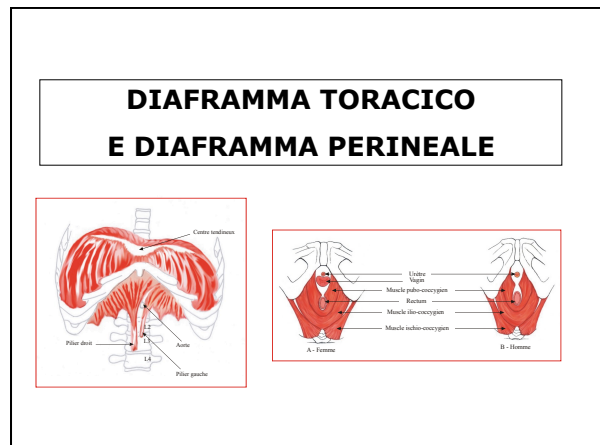 DIAFRAMMA TORACICO
E DIAFRAMMA PERINEALE
Centre tendineux
L2
L3
L4
Aorte
Pilier droit
Pilier gauche
Urètre
Vagin
Muscle pubo-coccygien
Rectum
Muscle ilio-coccygien
Muscle ischio-coccygien
A - Femme
B - Homme